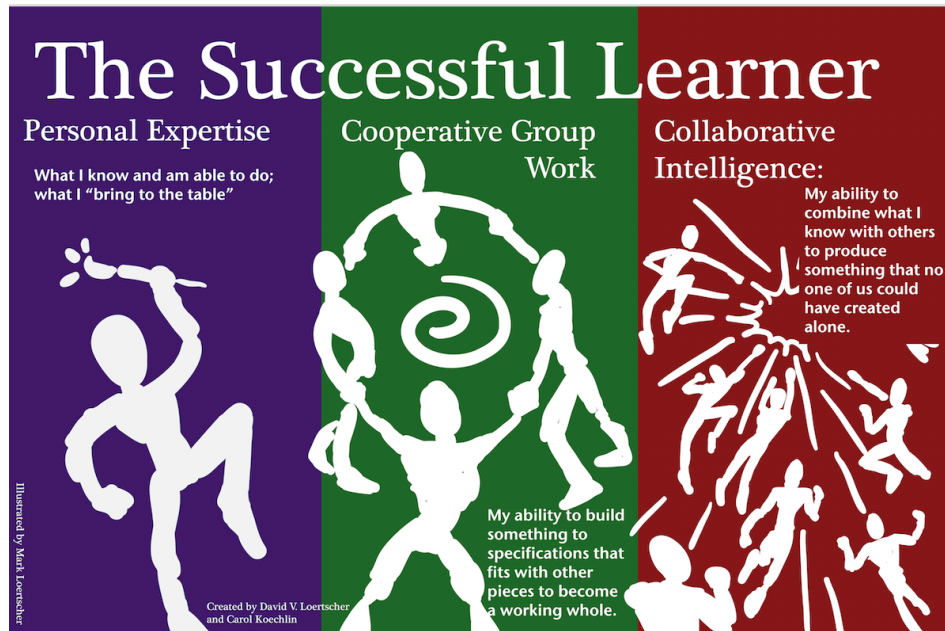 The Successful Learner
Personal Expertise
What I know and am able to do;
what I “bring to the table”
Cooperative Group
Work
My ability to build
something to
specifications that
fits with other
pieces to become
a working whole.
Collaborative
Intelligence:
My ability to
combine what I
know with others
to produce
something that no
one of us could
have created
alone.
Illustrated by Mark Loertscher
Created by David V. Loertscher
and Carol Koechlin